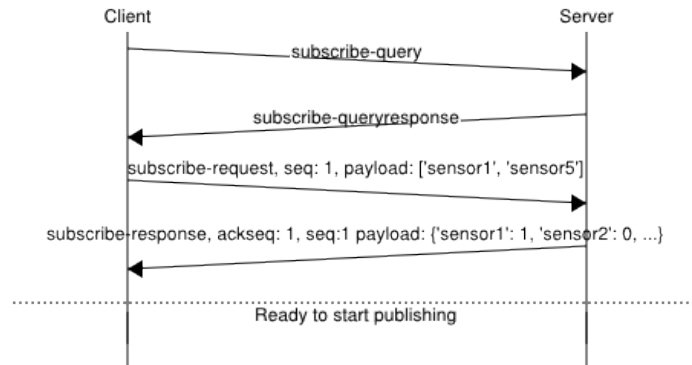 Client
Server
subscribe-query
subscribe-queryresponse
subscribe-request, seq: 1, payload: ['sensor1', 'sensor5']
subscribe-response, ackseq: 1, seq:1 payload: {'sensor1': 1, 'sensor2': 0, ...}
Ready to start publishing